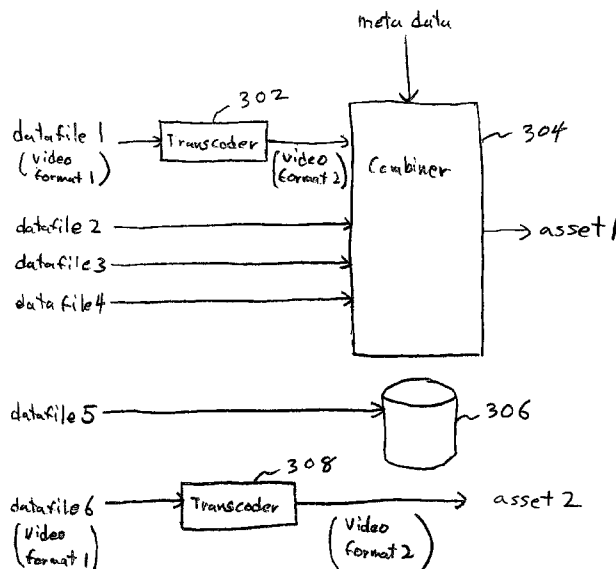 meta data
302
304
datafile 1
(video
format 1)
Transcoder
(video
format 2)
Combiner
datafile 2
asset 1
datafile 3
datafile 4
datafile 5
306
308
datafile 6
(video
format 1)
Transcoder
(video
format 2)
asset 2